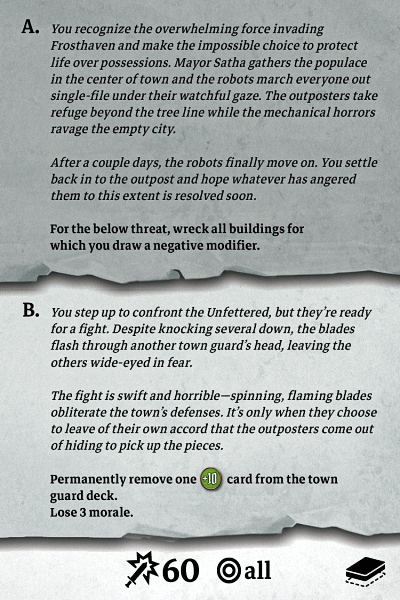 A. You recognize the overwhelming force invading
Frosthaven and make the impossible choice to protect
life over possessions. Mayor Satha gathers the populace
in the center of town and the robots march everyone out
single-file under their watchful gaze. The outposters take
refuge beyond the tree line while the mechanical horrors
ravage the empty city.
After a couple days, the robots finally move on. You settle
back in to the outpost and hope whatever has angered
them to this extent is resolved soon.
For the below threat, wreck all buildings for
which you draw a negative modifier.
B. You step up to confront the Unfettered, but they're ready
for a fight. Despite knocking several down, the blades
flash through another town guard's head, leaving the
others wide-eyed in fear.
The fight is swift and horrible—spinning, flaming blades
obliterate the town's defenses. It's only when they choose
to leave of their own accord that the outposters come out
of hiding to pick up the pieces.
Permanently remove one +10 card from the town
guard deck.
Lose 3 morale.
60 all